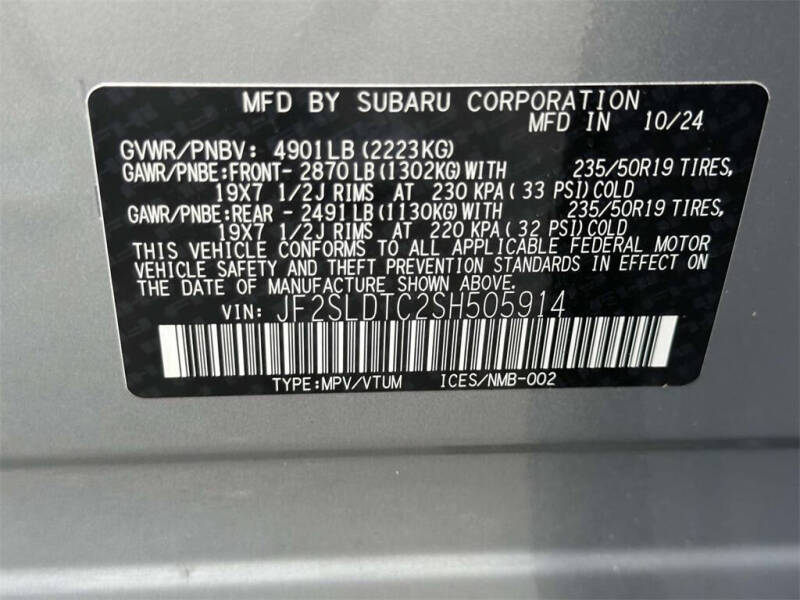 MFD BY SUBARU CORPORATION
MFD IN 10/24
GVWR/PNBV: 4901LB (2223KG)
GAWR/PNBE:FRONT- 2870LB(1302KG)WITH 235/50R19 TIRES,
19X7 1/2J RIMS AT 230 KPA( 33 PSI)COLD
GAWR/PNBE:REAR - 2491LB(1130KG)WITH 235/50R19 TIRES,
19X7 1/2J RIMS AT 220 KPA( 32 PSI)COLD
THIS VEHICLE CONFORMS TO ALL APPLICABLE FEDERAL MOTOR
VEHICLE SAFETY AND THEFT PREVENTION STANDARDS IN EFFECT ON
THE DATE OF MANUFACTURE SHOWN ABOVE.
VIN: JF2SLDTC2SH505914
TYPE:MPV/VTUM ICES/NMB-002